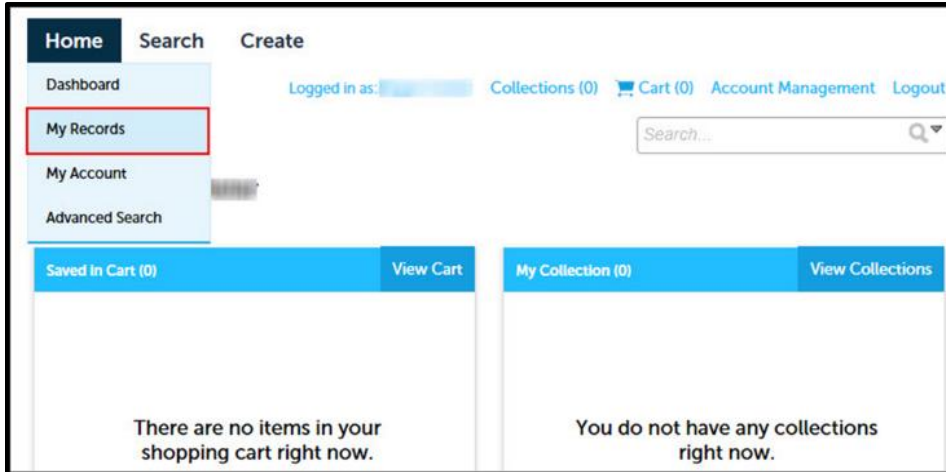 Home Search Create
Dashboard
Logged in as: Collections (0) Cart (0) Account Management Logout
My Records
Search...
My Account
Advanced Search
Saved in Cart (0) View Cart
My Collection (0) View Collections
There are no items in your
shopping cart right now.
You do not have any collections
right now.